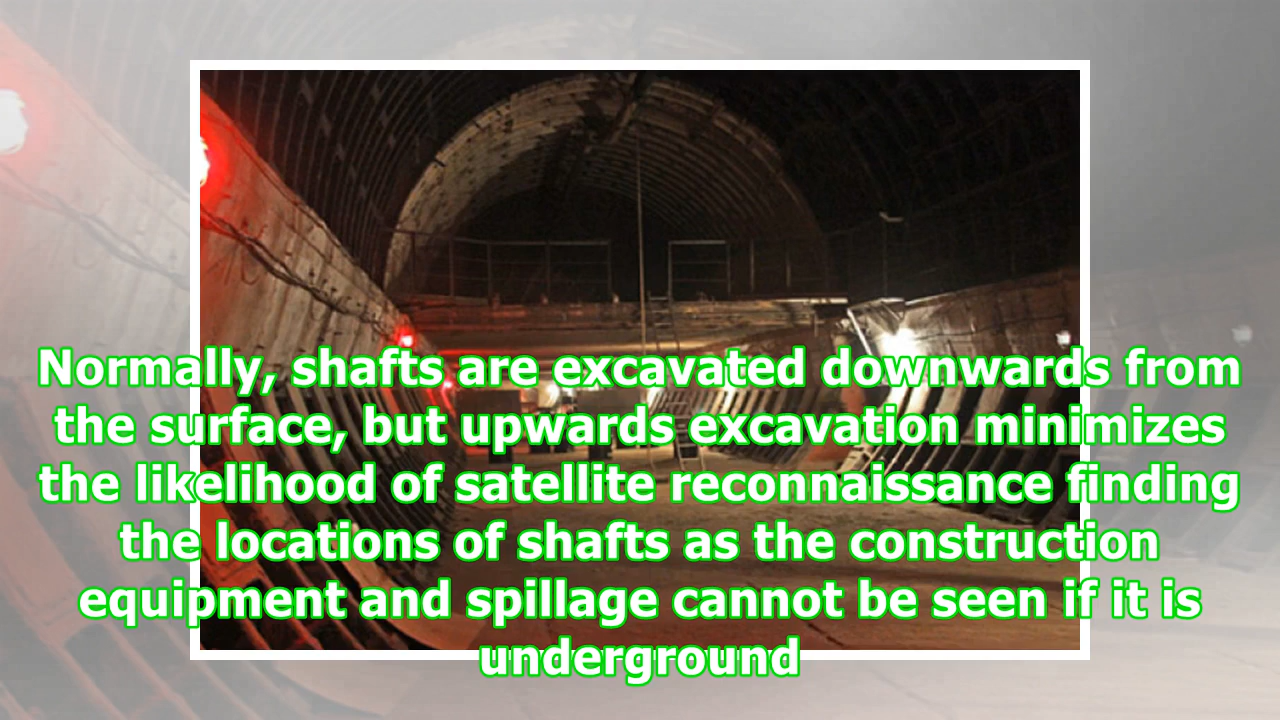 Normally, shafts are excavated downwards from
the surface, but upwards excavation minimizes
the likelihood of satellite reconnaissance finding
the locations of shafts as the construction
equipment and spillage cannot be seen if it is
underground